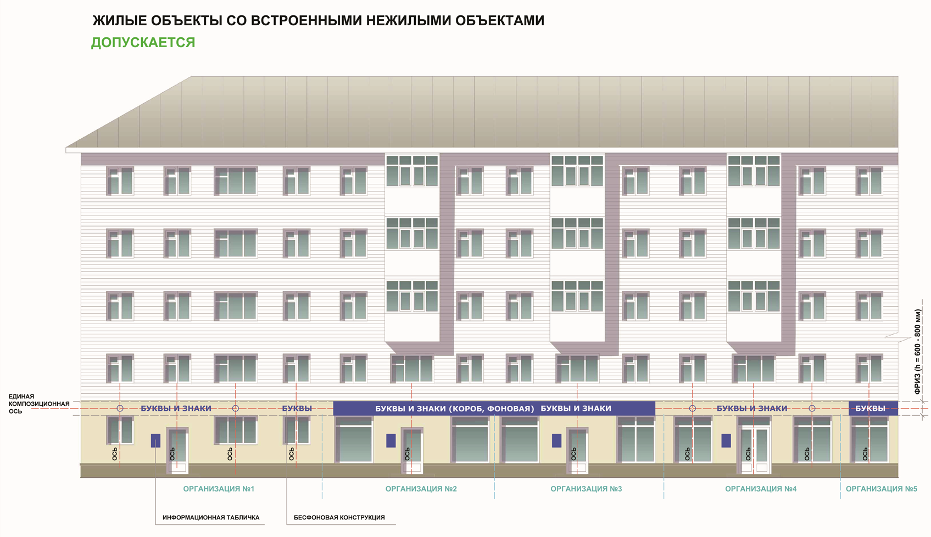 ЖИЛЫЕ ОБЪЕКТЫ СО ВСТРОЕННЫМИ НЕЖИЛЫМИ ОБЪЕКТАМИ
ДОПУСКАЕТСЯ
ФРИЗ (h = 600 - 800 мм)
ЕДИНАЯ
КОМПОЗИЦИОННАЯ
ОСЬ
БУКВЫ И ЗНАКИ
БУКВЫ
БУКВЫ И ЗНАКИ (КОРОБ, ФОНОВАЯ)
БУКВЫ И ЗНАКИ
БУКВЫ И ЗНАКИ
БУКВЫ
ОСЬ
ОСЬ
ОСЬ
ОСЬ
ОСЬ
ОСЬ
ОСЬ
ОСЬ
ОСЬ
ОСЬ
ОРГАНИЗАЦИЯ №1
ОРГАНИЗАЦИЯ №2
ОРГАНИЗАЦИЯ №3
ОРГАНИЗАЦИЯ №4
ОРГАНИЗАЦИЯ №5
ИНФОРМАЦИОННАЯ ТАБЛИЧКА
БЕСФОНОВАЯ КОНСТРУКЦИЯ